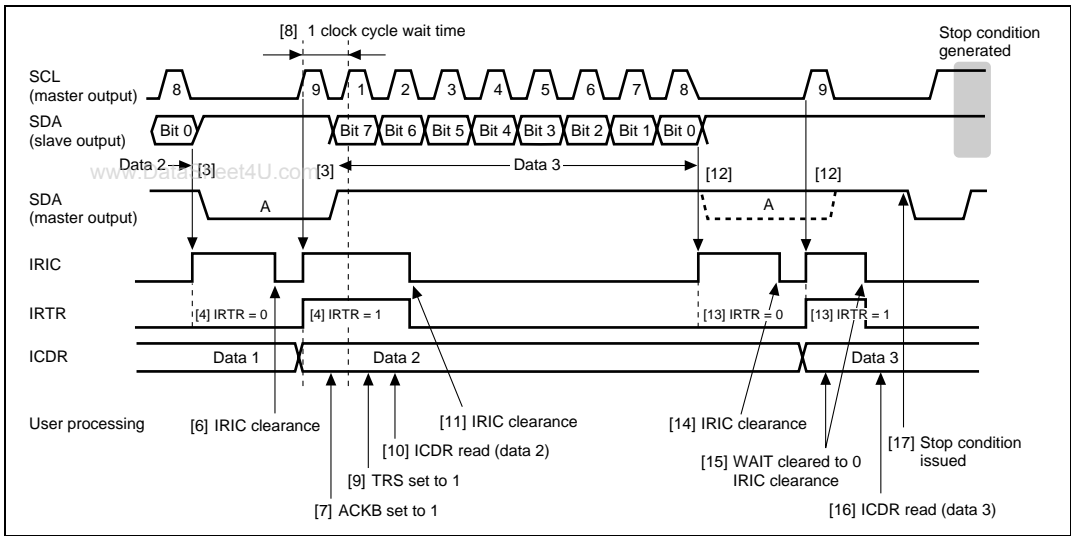 [8] 1 clock cycle wait time
Stop condition
generated
SCL
(master output)
8 9 1 2 3 4 5 6 7 8 9
SDA
(slave output)
Bit 0 Bit 7 Bit 6 Bit 5 Bit 4 Bit 3 Bit 2 Bit 1 Bit 0
Data 2 [3] [3] Data 3 [12] [12]
www.DataSheet4U.com
SDA
(master output)
A A
IRIC
IRTR
[4] IRTR = 0 [4] IRTR = 1 [13] IRTR = 0 [13] IRTR = 1
ICDR
Data 1 Data 2 Data 3
User processing
[6] IRIC clearance
[11] IRIC clearance
[14] IRIC clearance
[17] Stop condition
issued
[10] ICDR read (data 2)
[15] WAIT cleared to 0
IRIC clearance
[9] TRS set to 1
[7] ACKB set to 1
[16] ICDR read (data 3)